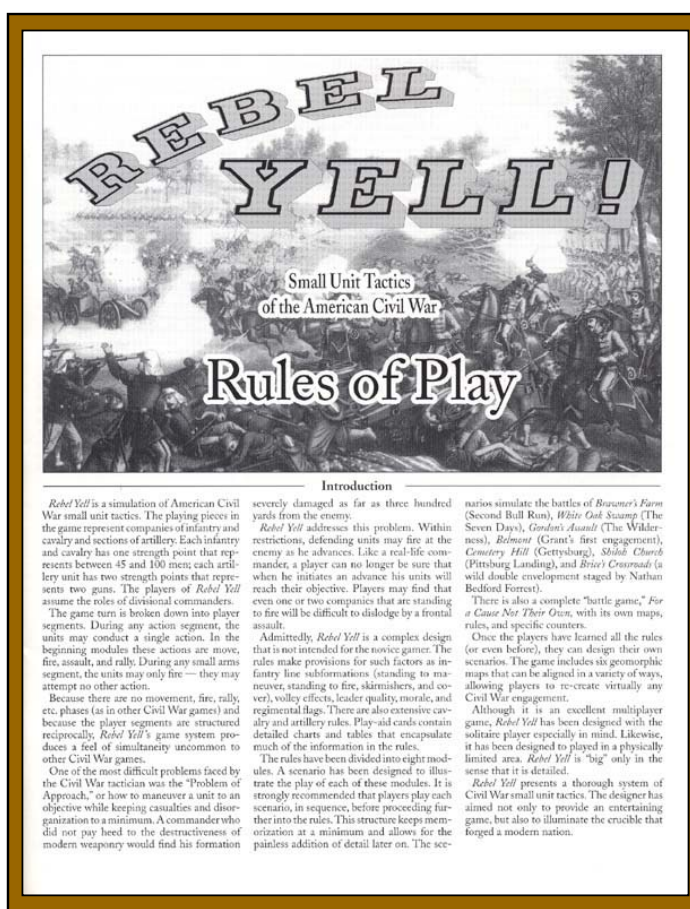 REBEL
YELL!
Small Unit Tactics
of the American Civil War
Rules of Play
Introduction
Rebel Yell is a simulation of American Civil
War small unit tactics. The playing pieces in
the game represent companies of infantry and
cavalry and sections of artillery. Each infantry
and cavalry has one strength point that rep-
resents between 45 and 100 men; each artil-
lery unit has two strength points that repre-
sents two guns. The players of Rebel Yell
assume the roles of divisional commanders.
The game turn is broken down into player
segments. During any action segment, the
units may conduct a single action. In the
beginning modules these actions are move,
fire, assault, and rally. During any small arms
segment, the units may only fire — they may
attempt no other action.
Because there are no movement, fire, rally,
etc. phases (as in other Civil War games) and
because the player segments are structured
reciprocally, Rebel Yell's game system pro-
duces a feel of simultaneity uncommon to
other Civil War games.
One of the most difficult problems faced by
the Civil War tactician was the "Problem of
Approach," or how to maneuver a unit to an
objective while keeping casualties and disor-
ganization to a minimum. A commander who
did not pay heed to the destructiveness of
modern weaponry would find his formation
severely damaged as far as three hundred
yards from the enemy.
Rebel Yell addresses this problem. Within
restrictions, defending units may fire at the
enemy as he advances. Like a real-life com-
mander, a player can no longer be sure that
when he initiates an advance his units will
reach their objective. Players may find that
even one or two companies that are standing
to fire will be difficult to dislodge by a frontal
assault.
Admittedly, Rebel Yell is a complex design
that is not intended for the novice gamer. The
rules make provisions for such factors as in-
fantry line subformations (standing to ma-
neuver, standing to fire, skirmishers, and co-
ver), volley effects, leader quality, morale, and
regimental flags. There are also extensive cav-
alry and artillery rules. Play-aid cards contain
detailed charts and tables that encapsulate
much of the information in the rules.
The rules have been divided into eight mod-
ules. A scenario has been designed to illus-
trate the play of each of these modules. It is
strongly recommended that players play each
scenario, in sequence, before proceeding fur-
ther into the rules. This structure keeps mem-
orization at a minimum and allows for the
painless addition of detail later on. The sce-
narios simulate the battles of Brawner's Farm
(Second Bull Run), White Oak Swamp (The
Seven Days), Gordon's Assault (The Wilder-
ness), Belmont (Grant's first engagement),
Cemetery Hill (Gettysburg), Shiloh Church
(Pittsburg Landing), and Brice's Crossroads (a
wild double envelopment staged by Nathan
Bedford Forrest).
There is also a complete "battle game," For
a Cause Not Their Own, with its own maps,
rules, and specific counters.
Once the players have learned all the rules
(or even before), they can design their own
scenarios. The game includes six geomorphic
maps that can be aligned in a variety of ways,
allowing players to re-create virtually any
Civil War engagement.
Although it is an excellent multiplayer
game, Rebel Yell has been designed with the
solitaire player especially in mind. Likewise,
it has been designed to played in a physically
limited area. Rebel Yell is "big" only in the
sense that it is detailed.
Rebel Yell presents a thorough system of
Civil War small unit tactics. The designer has
aimed not only to provide an entertaining
game, but also to illuminate the crucible that
forged a modern nation.